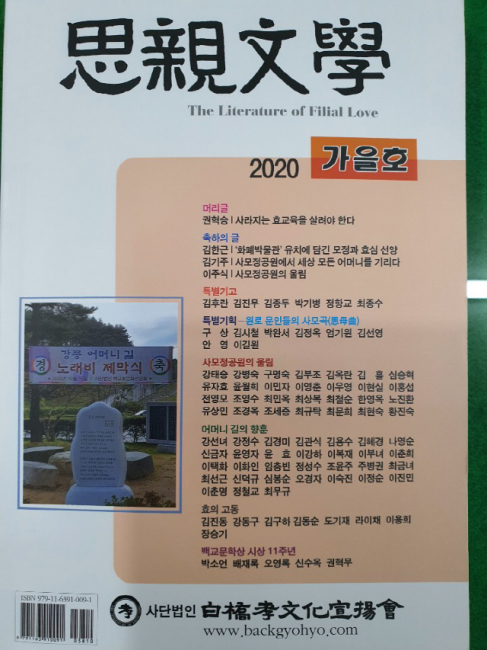 思親文學
The Literature of Filial Love
2020 가을호
머리글
권혁승 | 사라지는 효교육을 살려야 한다
축하의 글
김한근 | '화폐박물관' 유치에 담긴 모정과 효심 선양
김기주 | 사모정공원에서 세상 모든 어머니를 기리다
이주식 | 사모정공원의 울림
특별기고
김후란 김진무 김종두 박기병 정항교 최종수
특별기획-원로 문인들의 사모곡(思母曲)
구 상 김시철 박완서 김정옥 엄기원 김선영
안 영 이길원
사모정공원의 울림
강태승 강병숙 구명숙 김부조 김옥란 김 흘 심승혁
유자효 윤필희 이민자 이영춘 이무영 이현실 이홍섭
전영모 조영수 최민옥 최상복 최철순 한영옥 노진환
유상민 조경옥 조세증 최규탁 최문희 최현숙 황진숙
어머니 길의 향훈
강선녀 강정수 김경미 김관식 김용수 김혜경 나영순
신금자 윤영자 윤 효 이강하 이복재 이부녀 이춘희
이택화 이화인 임충빈 정성수 조윤주 주병권 최금녀
최선근 신덕규 심봉순 오경자 이숙진 이정순 이진민
이춘명 정철교 최무규
효의 고동
김진동 강동구 김구하 김동순 도기재 라이채 이용희
장승기
백교문학상 시상 11주년
박소언 배재록 오영록 신수옥 권혁무
강릉 어머니 길
경 노래비 제막식 축
ISBN 979-11-6391-009-1
사단법인 白橋孝文化宣揚會
www.backgyohyo.com